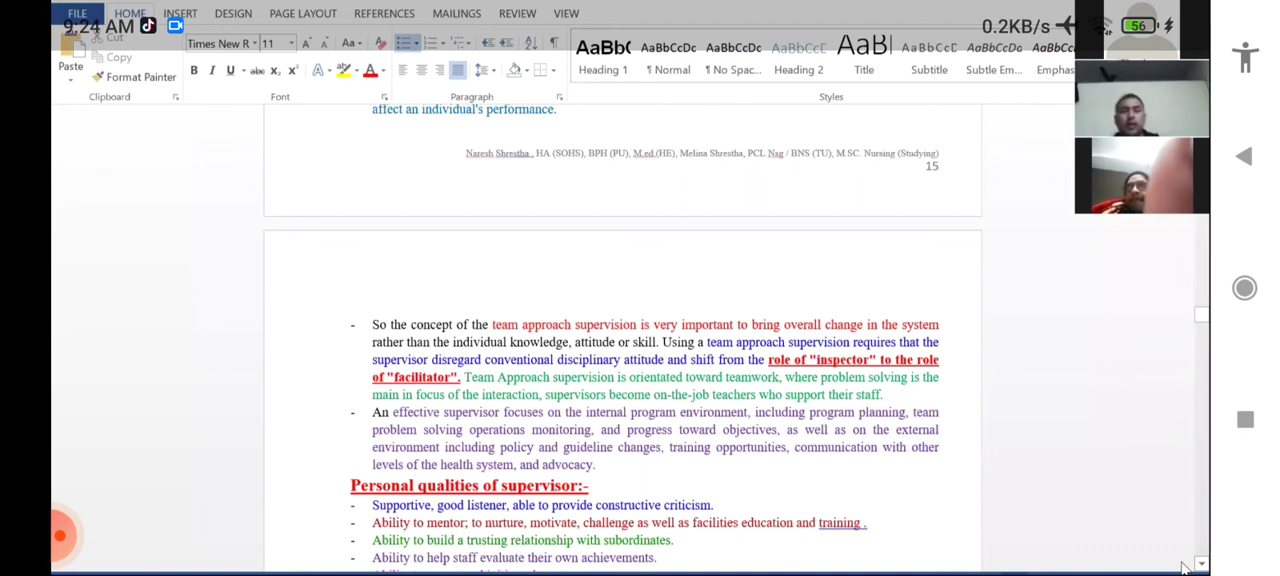 FILE HOME INSERT DESIGN PAGE LAYOUT REFERENCES MAILINGS REVIEW VIEW
9:24 AM
0.2KB/s
56
Cut
Copy
Paste
Format Painter
Times New R 11
Aa
B I U abc X₂ X² A ab A
AaBbC AaBbCcDc AaBbCcDc AaBbCcE AaB AaBbCcD AaBbCcDc AaBbCc
Heading 1 ¶ Normal ¶ No Spac... Heading 2 Title Subtitle Subtle Em... Emphas
Clipboard Font Paragraph Styles
affect an individual's performance.
Naresh Shrestha , HA (SOHS), BPH (PU), M.ed.(HE), Melina Shrestha, PCL Nsg / BNS (TU), M.SC. Nursing (Studying)
15
- So the concept of the team approach supervision is very important to bring overall change in the system
rather than the individual knowledge, attitude or skill. Using a team approach supervision requires that the
supervisor disregard conventional disciplinary attitude and shift from the role of "inspector" to the role
of "facilitator". Team Approach supervision is orientated toward teamwork, where problem solving is the
main in focus of the interaction, supervisors become on-the-job teachers who support their staff.
- An effective supervisor focuses on the internal program environment, including program planning, team
problem solving operations monitoring, and progress toward objectives, as well as on the external
environment including policy and guideline changes, training opportunities, communication with other
levels of the health system, and advocacy.
Personal qualities of supervisor:-
- Supportive, good listener, able to provide constructive criticism.
- Ability to mentor; to nurture, motivate, challenge as well as facilities education and training .
- Ability to build a trusting relationship with subordinates.
- Ability to help staff evaluate their own achievements.